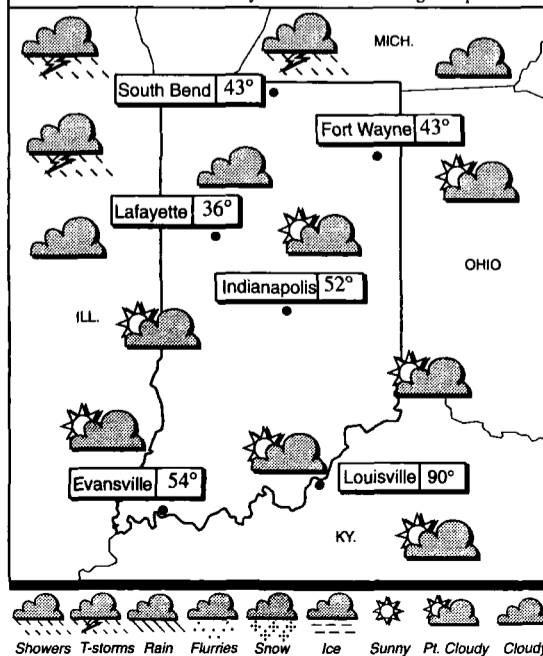 MICH.
South Bend 43°
Fort Wayne 43°
Lafayette 36°
OHIO
Indianapolis 52°
ILL.
Evansville 54°
Louisville 90°
KY.
Showers T-storms Rain Flurries Snow Ice Sunny Pt. Cloudy Cloudy